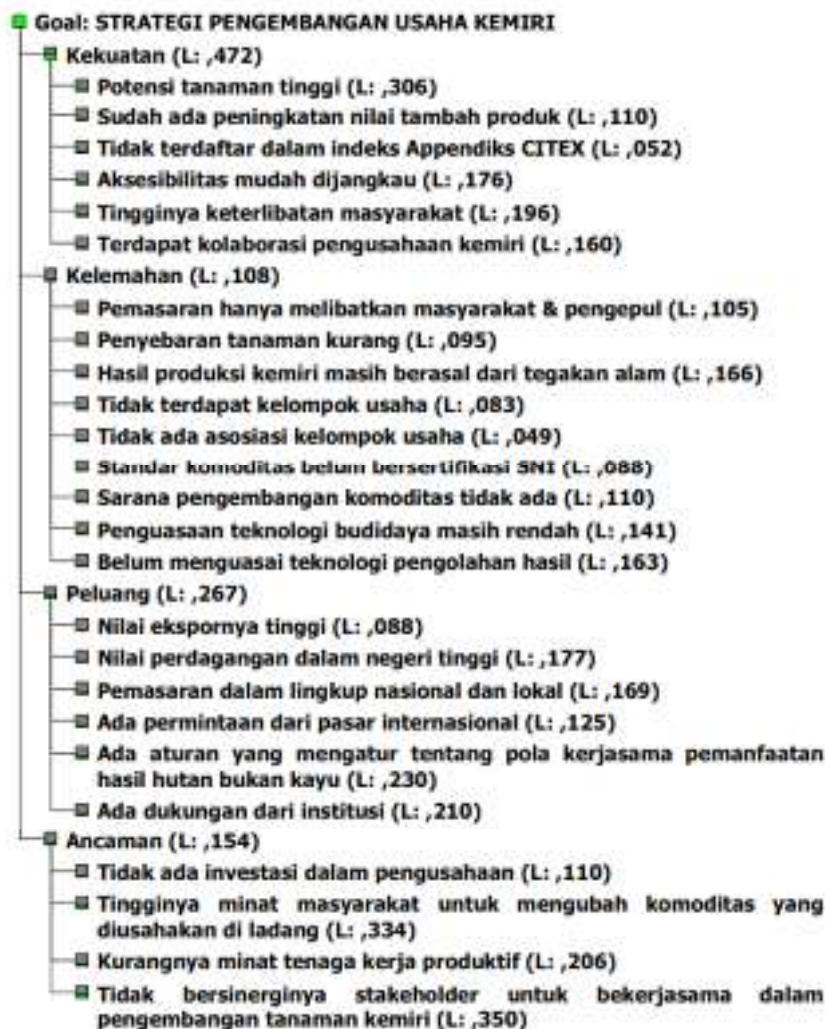 Goal: STRATEGI PENGEMBANGAN USAHA KEMIRI
Kekuatan (L: ,472)
Potensi tanaman tinggi (L: ,306)
Sudah ada peningkatan nilai tambah produk (L: ,110)
Tidak terdaftar dalam indeks Appendiks CITEX (L: ,052)
Aksesibilitas mudah dijangkau (L: ,176)
Tingginya keterlibatan masyarakat (L: ,196)
Terdapat kolaborasi pengusahaan kemiri (L: ,160)
Kelemahan (L: ,108)
Pemasaran hanya melibatkan masyarakat & pengepul (L: ,105)
Penyebaran tanaman kurang (L: ,095)
Hasil produksi kemiri masih berasal dari tegakan alam (L: ,166)
Tidak terdapat kelompok usaha (L: ,083)
Tidak ada asosiasi kelompok usaha (L: ,049)
Standar komoditas belum bersertifikasi SNI (L: ,088)
Sarana pengembangan komoditas tidak ada (L: ,110)
Penguasaan teknologi budidaya masih rendah (L: ,141)
Belum menguasai teknologi pengolahan hasil (L: ,163)
Peluang (L: ,267)
Nilai ekspornya tinggi (L: ,088)
Nilai perdagangan dalam negeri tinggi (L: ,177)
Pemasaran dalam lingkup nasional dan lokal (L: ,169)
Ada permintaan dari pasar internasional (L: ,125)
Ada aturan yang mengatur tentang pola kerjasama pemanfaatan
hasil hutan bukan kayu (L: ,230)
Ada dukungan dari institusi (L: ,210)
Ancaman (L: ,154)
Tidak ada investasi dalam pengusahaan (L: ,110)
Tingginya minat masyarakat untuk mengubah komoditas yang
diusahakan di ladang (L: ,334)
Kurangnya minat tenaga kerja produktif (L: ,206)
Tidak bersinerginya stakeholder untuk bekerjasama dalam
pengembangan tanaman kemiri (L: ,350)